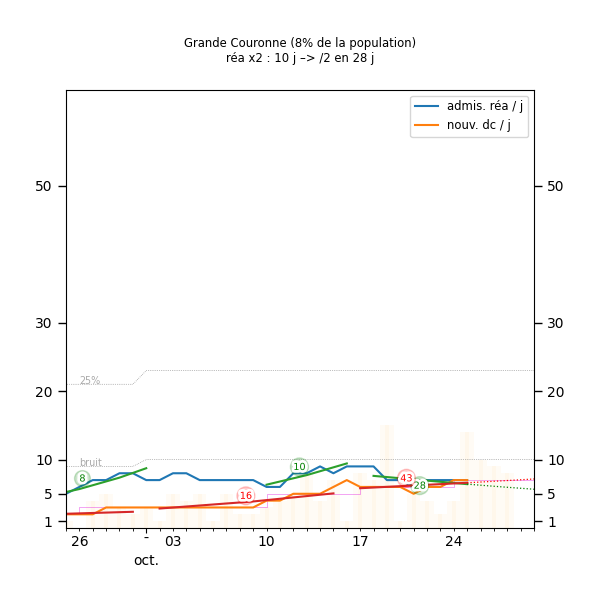 Grande Couronne (8% de la population)
réa x2 : 10 j –> /2 en 28 j
admis. réa / j
nouv. dc / j
50 50
30 30
25%
20 20
bruit
10 10
8 10 16 43 28
5 5
1 1
26 - 03 10 17 24
oct.